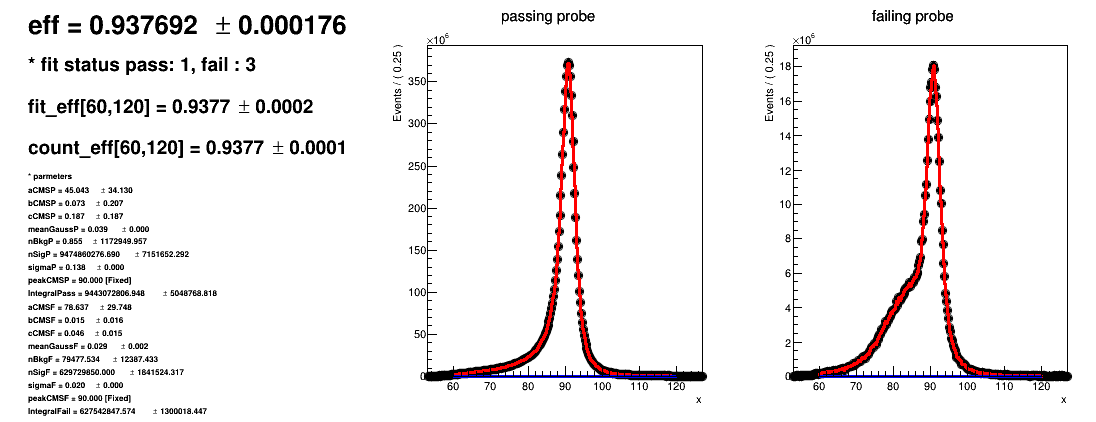 eff = 0.937692 ± 0.000176
* fit status pass: 1, fail : 3
fit_eff[60,120] = 0.9377 ± 0.0002
count_eff[60,120] = 0.9377 ± 0.0001
* parmeters
aCMSP = 45.043 ± 34.130
bCMSP = 0.073 ± 0.207
cCMSP = 0.187 ± 0.187
meanGaussP = 0.039 ± 0.000
nBkgP = 0.855 ± 1172949.957
nSigP = 9474860276.690 ± 7151652.292
sigmaP = 0.138 ± 0.000
peakCMSP = 90.000 [Fixed]
IntegralPass = 9443072806.948 ± 5048768.818
aCMSF = 78.637 ± 29.748
bCMSF = 0.015 ± 0.016
cCMSF = 0.046 ± 0.015
meanGaussF = 0.029 ± 0.002
nBkgF = 79477.534 ± 12387.433
nSigF = 629729650.000 ± 1841524.317
sigmaF = 0.020 ± 0.000
peakCMSF = 90.000 [Fixed]
IntegralFail = 627542847.574 ± 1300018.447
passing probe
×10⁶
Events / ( 0.25 )
350
300
250
200
150
100
50
0
60 70 80 90 100 110 120
x
failing probe
×10⁶
Events / ( 0.25 )
18
16
14
12
10
8
6
4
2
0
60 70 80 90 100 110 120
x